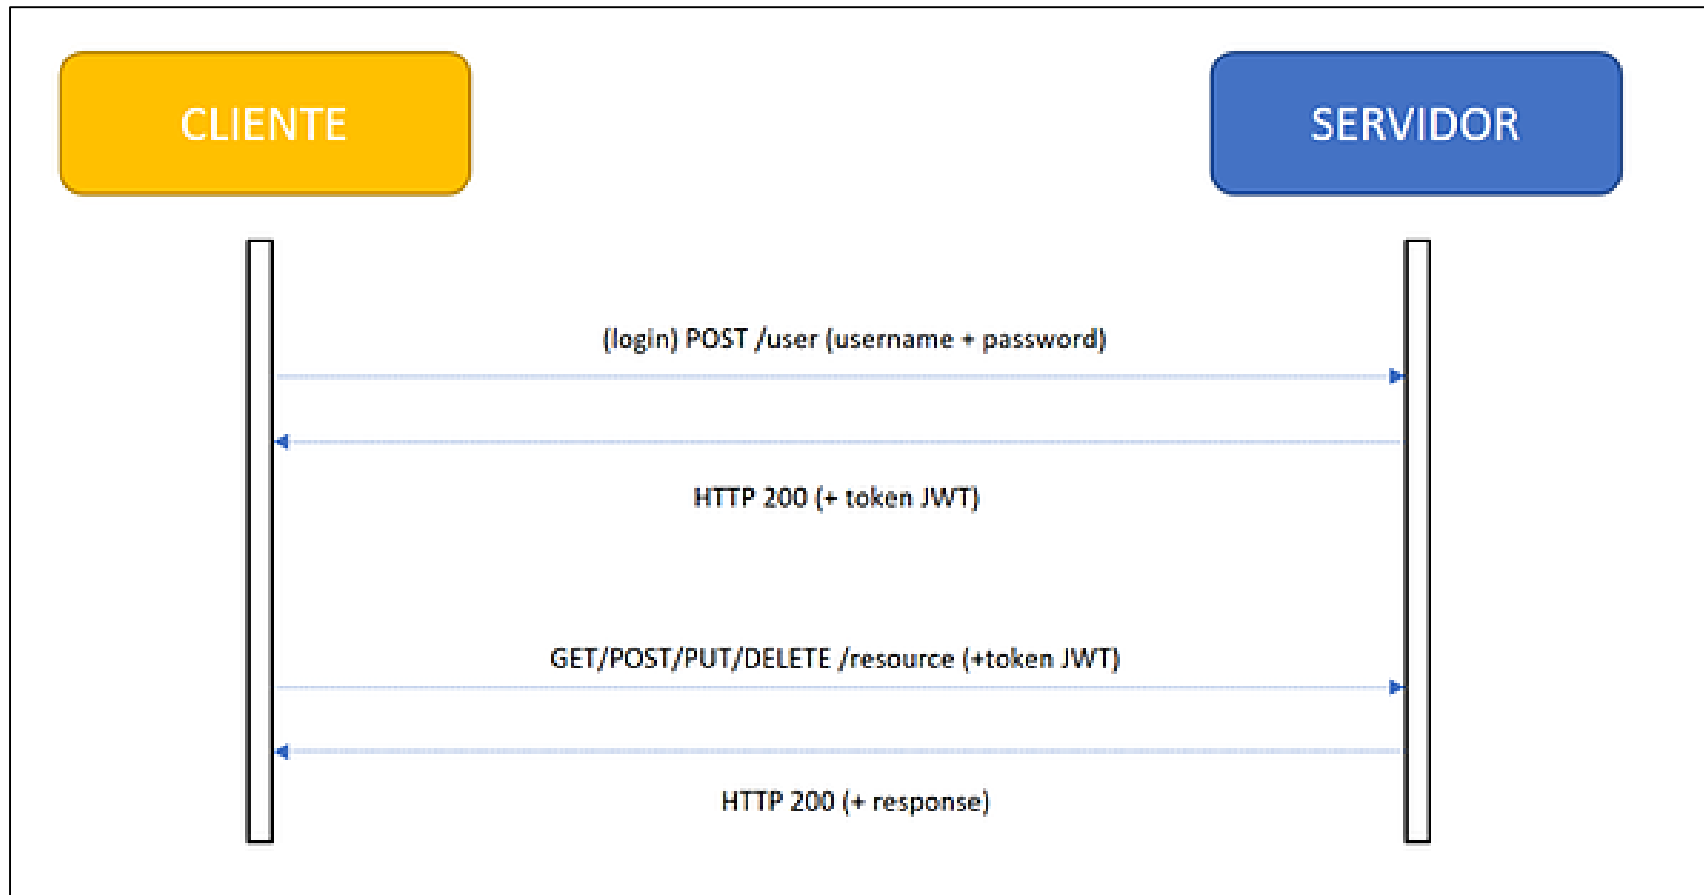 CLIENTE
SERVIDOR
(login) POST /user (username + password)
HTTP 200 (+ token JWT)
GET/POST/PUT/DELETE /resource (+token JWT)
HTTP 200 (+ response)